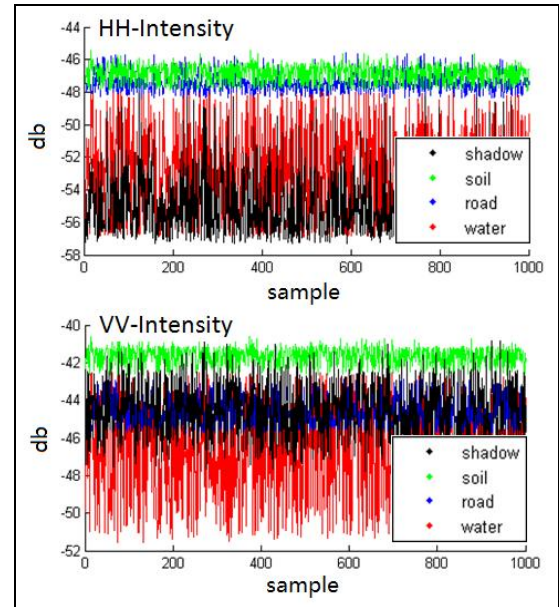 HH-Intensity
-44
-46
-48
-50
-52
-54
-56
-58
db
shadow
soil
road
water
0 200 400 600 800 1000
sample
VV-Intensity
-40
-42
-44
-46
-48
-50
-52
db
shadow
soil
road
water
0 200 400 600 800 1000
sample